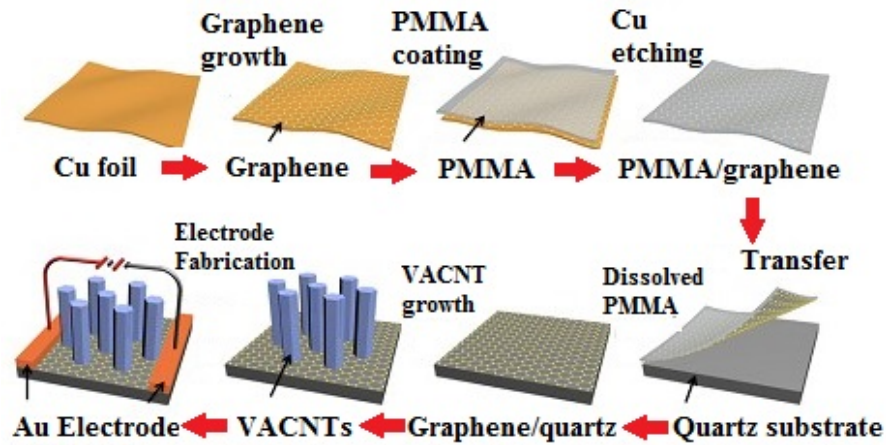 Graphene
growth
PMMA
coating
Cu
etching
Cu foil
Graphene
PMMA
PMMA/graphene
Transfer
Electrode
Fabrication
VACNT
growth
Dissolved
PMMA
Au Electrode
VACNTs
Graphene/quartz
Quartz substrate